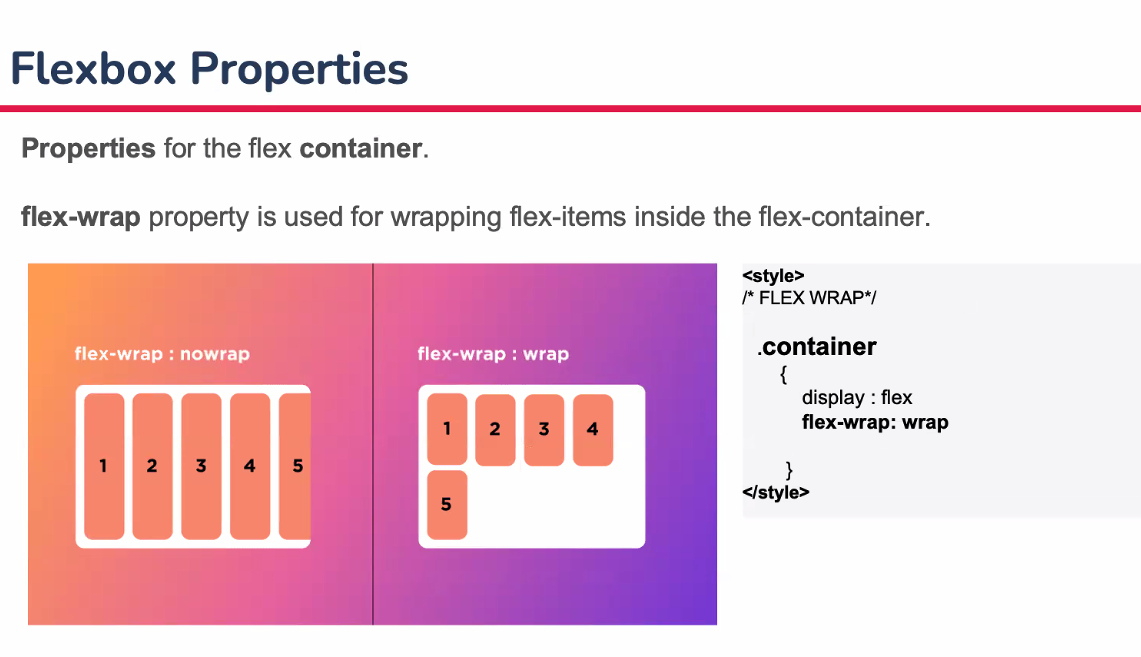 Flexbox Properties
Properties for the flex container.
flex-wrap property is used for wrapping flex-items inside the flex-container.
flex-wrap : nowrap
1 2 3 4 5
flex-wrap : wrap
1 2 3 4
5
<style>
/* FLEX WRAP*/
.container
{
display : flex
flex-wrap: wrap
}
</style>